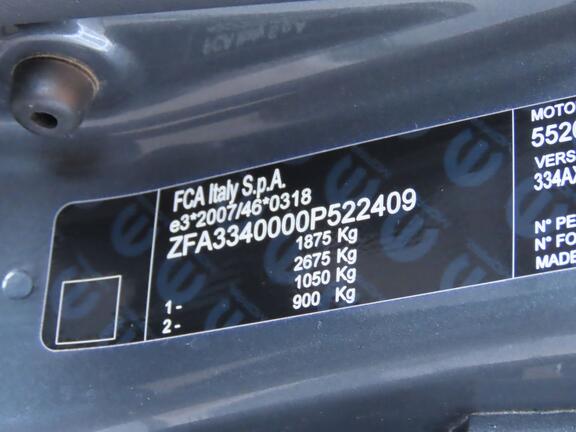 FCA Italy S.p.A.
e3*2007/46*0318
ZFA3340000P522409
1875 Kg
2675 Kg
1- 1050 Kg
2- 900 Kg
MOTO
5520
VERS
334AX
N° PE
N° FO
MADE